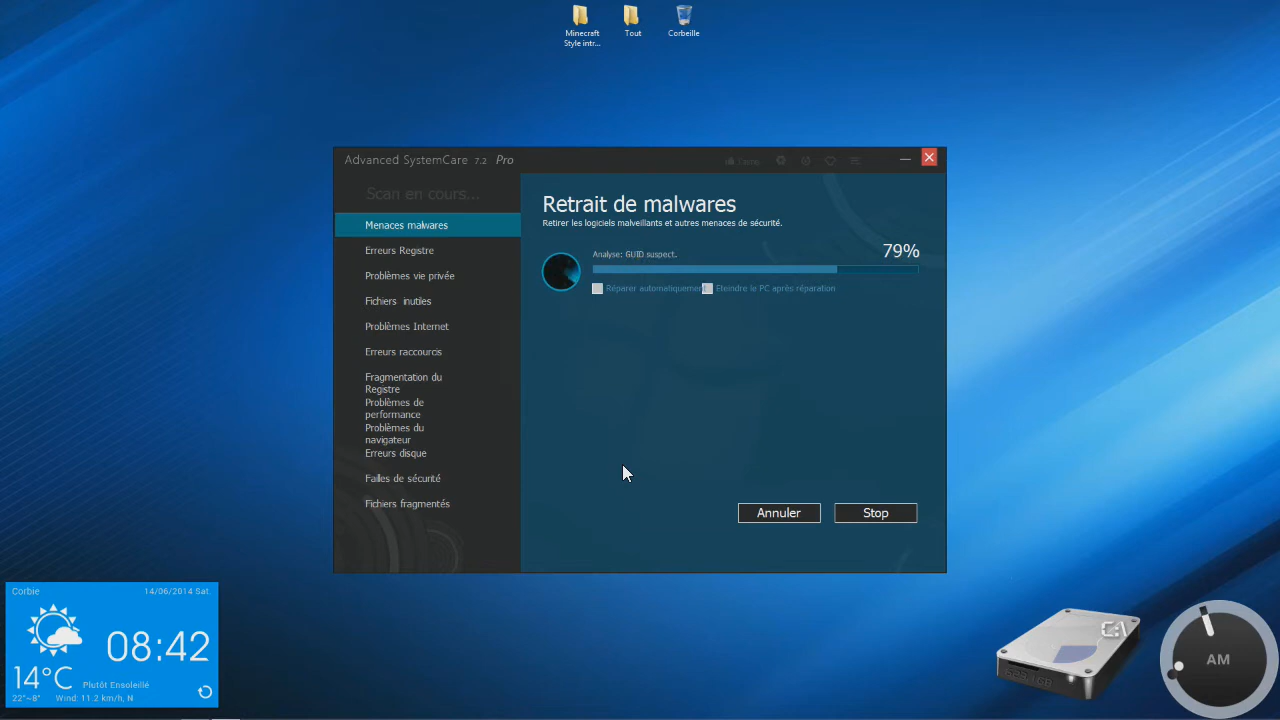 Minecraft
Style intr...
Tout
Corbeille
Advanced SystemCare 7.2 Pro
Scan en cours...
Menaces malwares
Erreurs Registre
Problèmes vie privée
Fichiers inutiles
Problèmes Internet
Erreurs raccourcis
Fragmentation du
Registre
Problèmes de
performance
Problèmes du
navigateur
Erreurs disque
Failles de sécurité
Fichiers fragmentés
Retrait de malwares
Retirer les logiciels malveillants et autres menaces de sécurité.
Analyse: GUID suspect.
79%
Réparer automatiquement
Eteindre le PC après réparation
Annuler
Stop
Corbie
14/06/2014 Sat.
08:42
14°C
Plutôt Ensoleillé
22°~8°
Wind: 11.2 km/h, N
C:\
AM